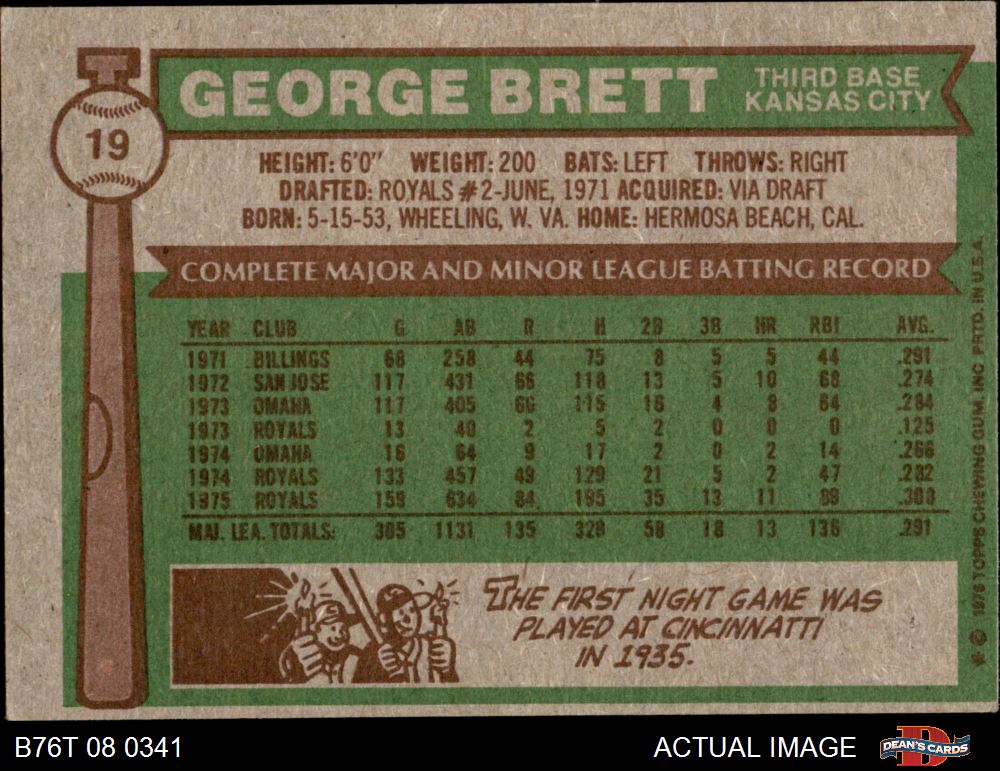 19
GEORGE BRETT
THIRD BASE
KANSAS CITY
HEIGHT: 6'0" WEIGHT: 200 BATS: LEFT THROWS: RIGHT
DRAFTED: ROYALS #2-JUNE, 1971 ACQUIRED: VIA DRAFT
BORN: 5-15-53, WHEELING, W. VA. HOME: HERMOSA BEACH, CAL.
COMPLETE MAJOR AND MINOR LEAGUE BATTING RECORD
YEAR CLUB G AB R H 2B 3B HR RBI AVG.
1971 BILLINGS 68 258 44 75 8 5 5 44 .291
1972 SAN JOSE 117 431 66 118 13 5 10 68 .274
1973 OMAHA 117 405 66 115 16 4 8 64 .284
1973 ROYALS 13 40 2 5 2 0 0 0 .125
1974 OMAHA 16 64 9 17 2 0 2 14 .266
1974 ROYALS 133 457 49 129 21 5 2 47 .282
1975 ROYALS 159 634 84 195 35 13 11 89 .308
MAJ. LEA. TOTALS: 305 1131 135 329 58 18 13 136 .291
THE FIRST NIGHT GAME WAS
PLAYED AT CINCINNATTI
IN 1935.
* © 1976 TOPPS CHEWING GUM, INC. PRTD. IN U.S.A.
B76T 08 0341
ACTUAL IMAGE
DEAN'S CARDS